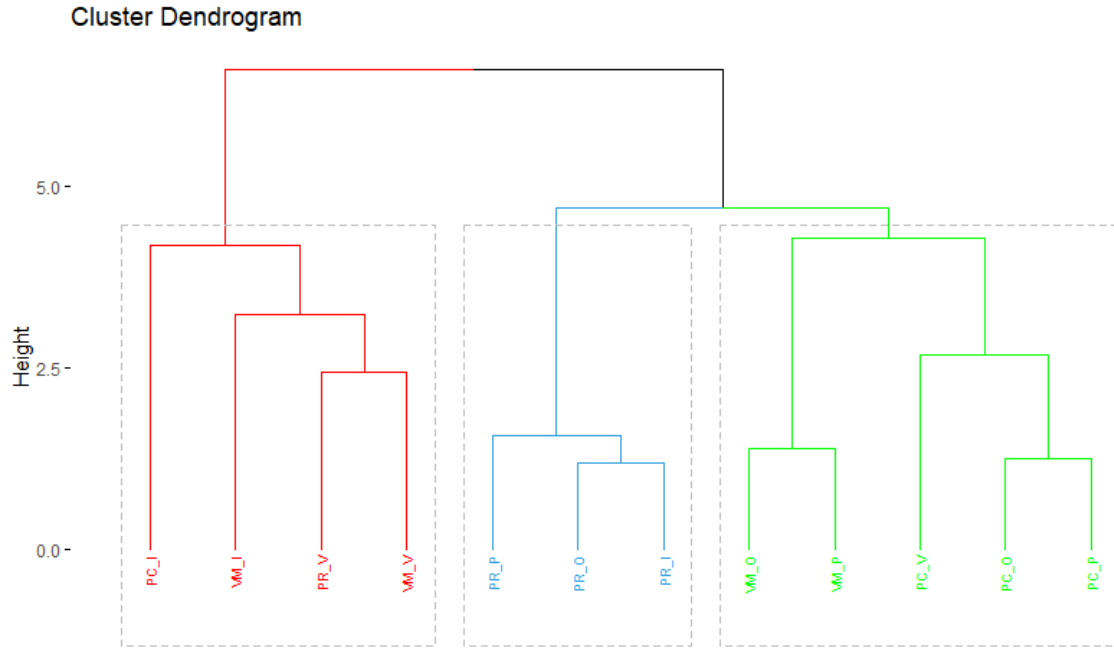 Cluster Dendrogram
Height
5.0
2.5
0.0
PC_I
VM_I
PR_V
VM_V
PR_P
PR_O
PR_I
VM_O
VM_P
PC_V
PC_O
PC_P